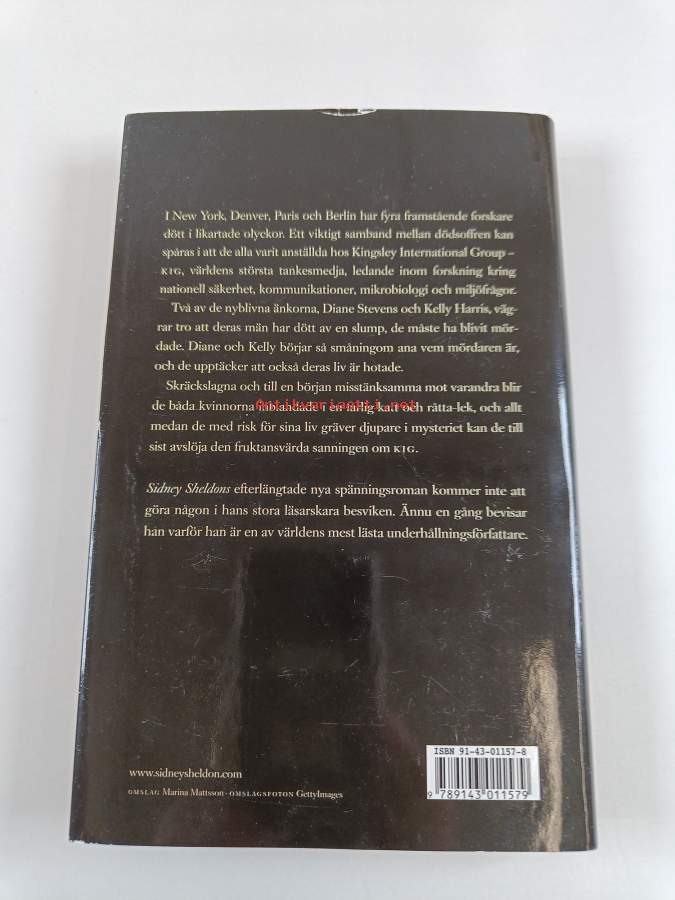 I New York, Denver, Paris och Berlin har fyra framstående forskare
dött i likartade olyckor. Ett viktigt samband mellan dödsoffren kan
spåras i att de alla varit anställda hos Kingsley International Group –
KIG, världens största tankesmedja, ledande inom forskning kring
nationell säkerhet, kommunikationer, mikrobiologi och miljöfrågor.
Två av de nyblivna änkorna, Diane Stevens och Kelly Harris, väg-
rar tro att deras män har dött av en slump, de måste ha blivit mör-
dade. Diane och Kelly börjar så småningom ana vem mördaren är,
och de upptäcker att också deras liv är hotade.
Skräckslagna och till en början misstänksamma mot varandra blir
de båda kvinnorna inblandade i en farlig katt och råtta-lek, och allt
medan de med risk för sina liv gräver djupare i mysteriet kan de till
sist avslöja den fruktansvärda sanningen om KIG.
Sidney Sheldons efterlängtade nya spänningsroman kommer inte att
göra någon i hans stora läsarskara besviken. Ännu en gång bevisar
han varför han är en av världens mest lästa underhållningsförfattare.
Antikvariaatti.net
www.sidneysheldon.com
OMSLAG Marina Mattsson · OMSLAGSFOTON GettyImages
ISBN 91-43-01157-8
9 789143 011579